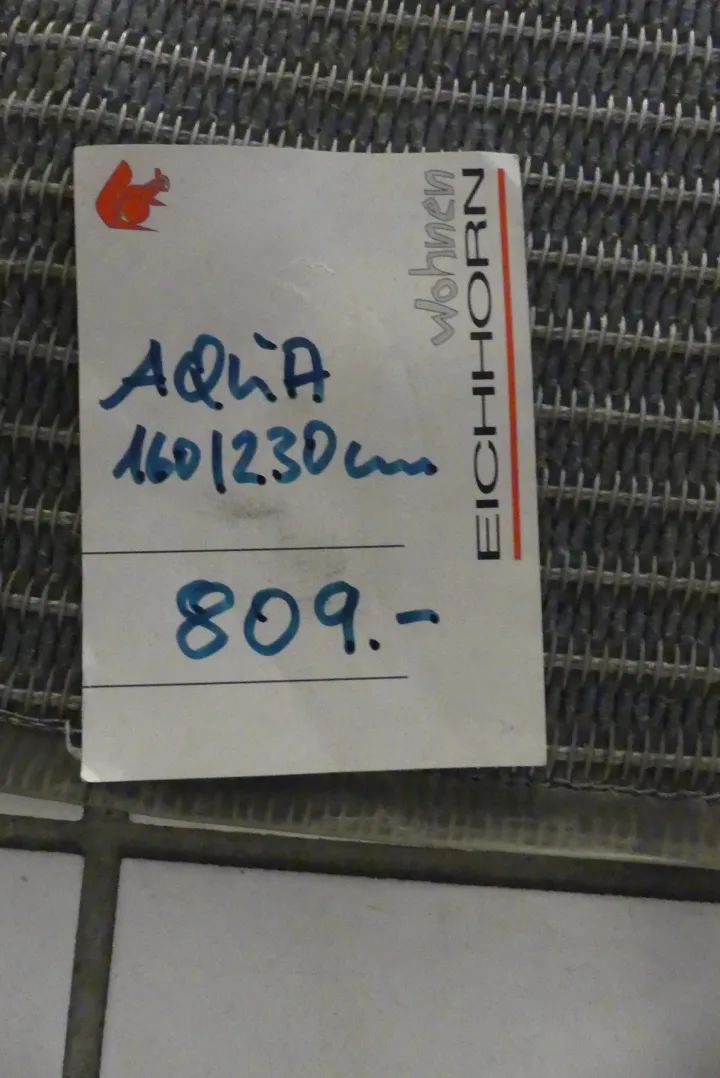 wohnen
EICHHORN
AQUA
160/230cm
809.-